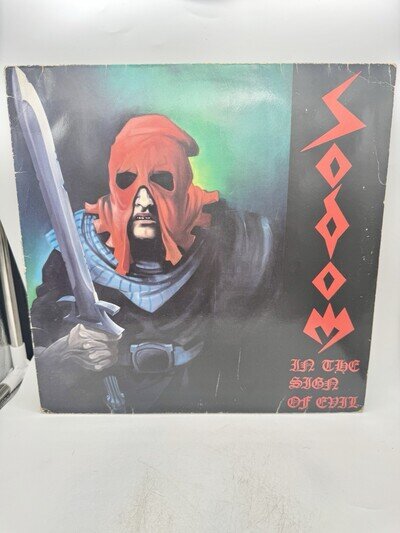 SODOM
IN THE
SIGN
OF EVIL